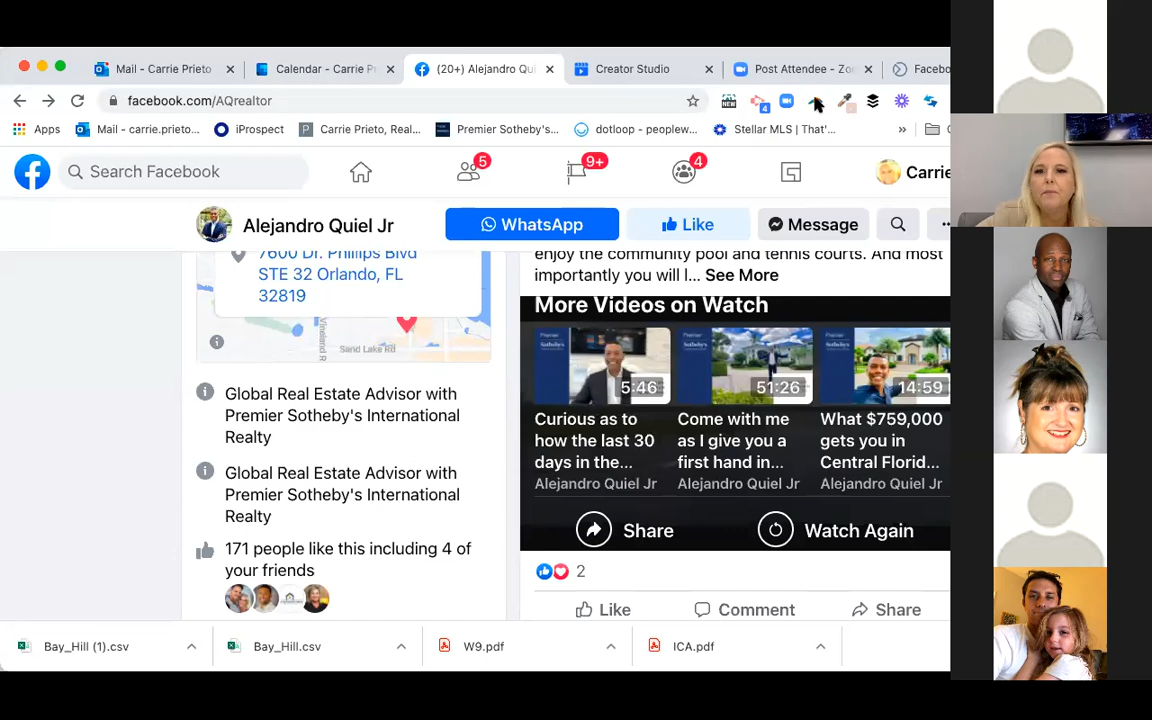 Mail - Carrie Prieto
Calendar - Carrie P
(20+) Alejandro Qui
Creator Studio
Post Attendee - Zo
Facebo
facebook.com/AQrealtor
NEW
4
Apps
Mail - carrie.prieto...
iProspect
Carrie Prieto, Real...
Premier Sotheby's...
dotloop - peoplew...
Stellar MLS | That'...
»
Search Facebook
5
9+
4
Carrie
Alejandro Quiel Jr
WhatsApp
Like
Message
7600 Dr. Phillips Blvd
STE 32 Orlando, FL
32819
Vineland R
Sand Lake Rd
Global Real Estate Advisor with
Premier Sotheby's International
Realty
Global Real Estate Advisor with
Premier Sotheby's International
Realty
171 people like this including 4 of
your friends
enjoy the community pool and tennis courts. And most
importantly you will l... See More
More Videos on Watch
5:46
51:26
14:59
Curious as to
how the last 30
days in the...
Alejandro Quiel Jr
Come with me
as I give you a
first hand in...
Alejandro Quiel Jr
What $759,000
gets you in
Central Florid...
Alejandro Quiel Jr
Share
Watch Again
2
Like
Comment
Share
Bay_Hill (1).csv
Bay_Hill.csv
W9.pdf
ICA.pdf